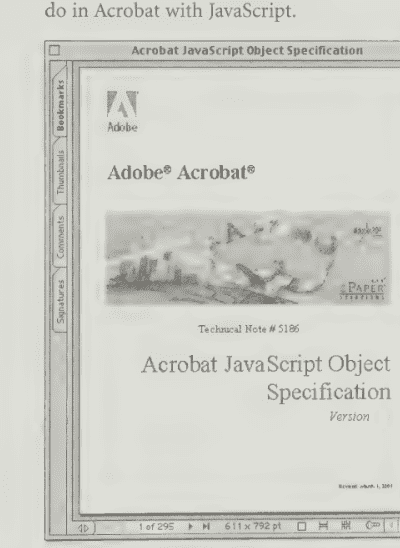 do in Acrobat with JavaScript.
Acrobat JavaScript Object Specification
Bookmarks
Thumbnails
Comments
Signatures
Adobe
Adobe® Acrobat®
PAPER
Technical Note # 5186
Acrobat JavaScript Object
Specification
Version
1 of 295
611 x 792 pt